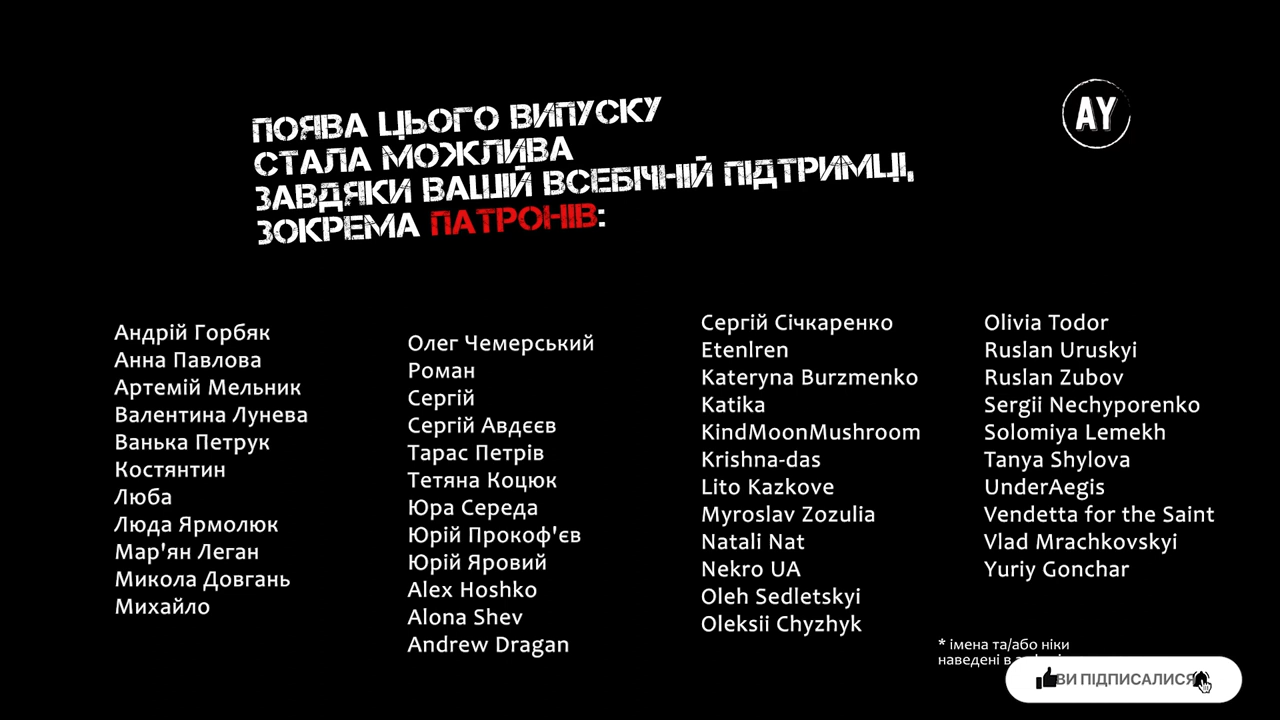 ПОЯВА ЦЬОГО ВИПУСКУ
СТАЛА МОЖЛИВА
ЗАВДЯКИ ВАШІЙ ВСЕБІЧНІЙ ПІДТРИМЦІ,
ЗОКРЕМА ПАТРОНІВ:
AY
Андрій Горбяк
Анна Павлова
Артемій Мельник
Валентина Лунева
Ванька Петрук
Костянтин
Люба
Люда Ярмолюк
Мар'ян Леган
Микола Довгань
Михайло
Олег Чемерський
Роман
Сергій
Сергій Авдєєв
Тарас Петрів
Тетяна Коцюк
Юра Середа
Юрій Прокоф'єв
Юрій Яровий
Alex Hoshko
Alona Shev
Andrew Dragan
Сергій Січкаренко
Etenlren
Kateryna Burzmenko
Katika
KindMoonMushroom
Krishna-das
Lito Kazkove
Myroslav Zozulia
Natali Nat
Nekro UA
Oleh Sedletskyi
Oleksii Chyzhyk
Olivia Todor
Ruslan Uruskyi
Ruslan Zubov
Sergii Nechyporenko
Solomiya Lemekh
Tanya Shylova
UnderAegis
Vendetta for the Saint
Vlad Mrachkovskyi
Yuriy Gonchar
* імена та/або ніки
наведені в
ВИ ПІДПИСАЛИСЯ